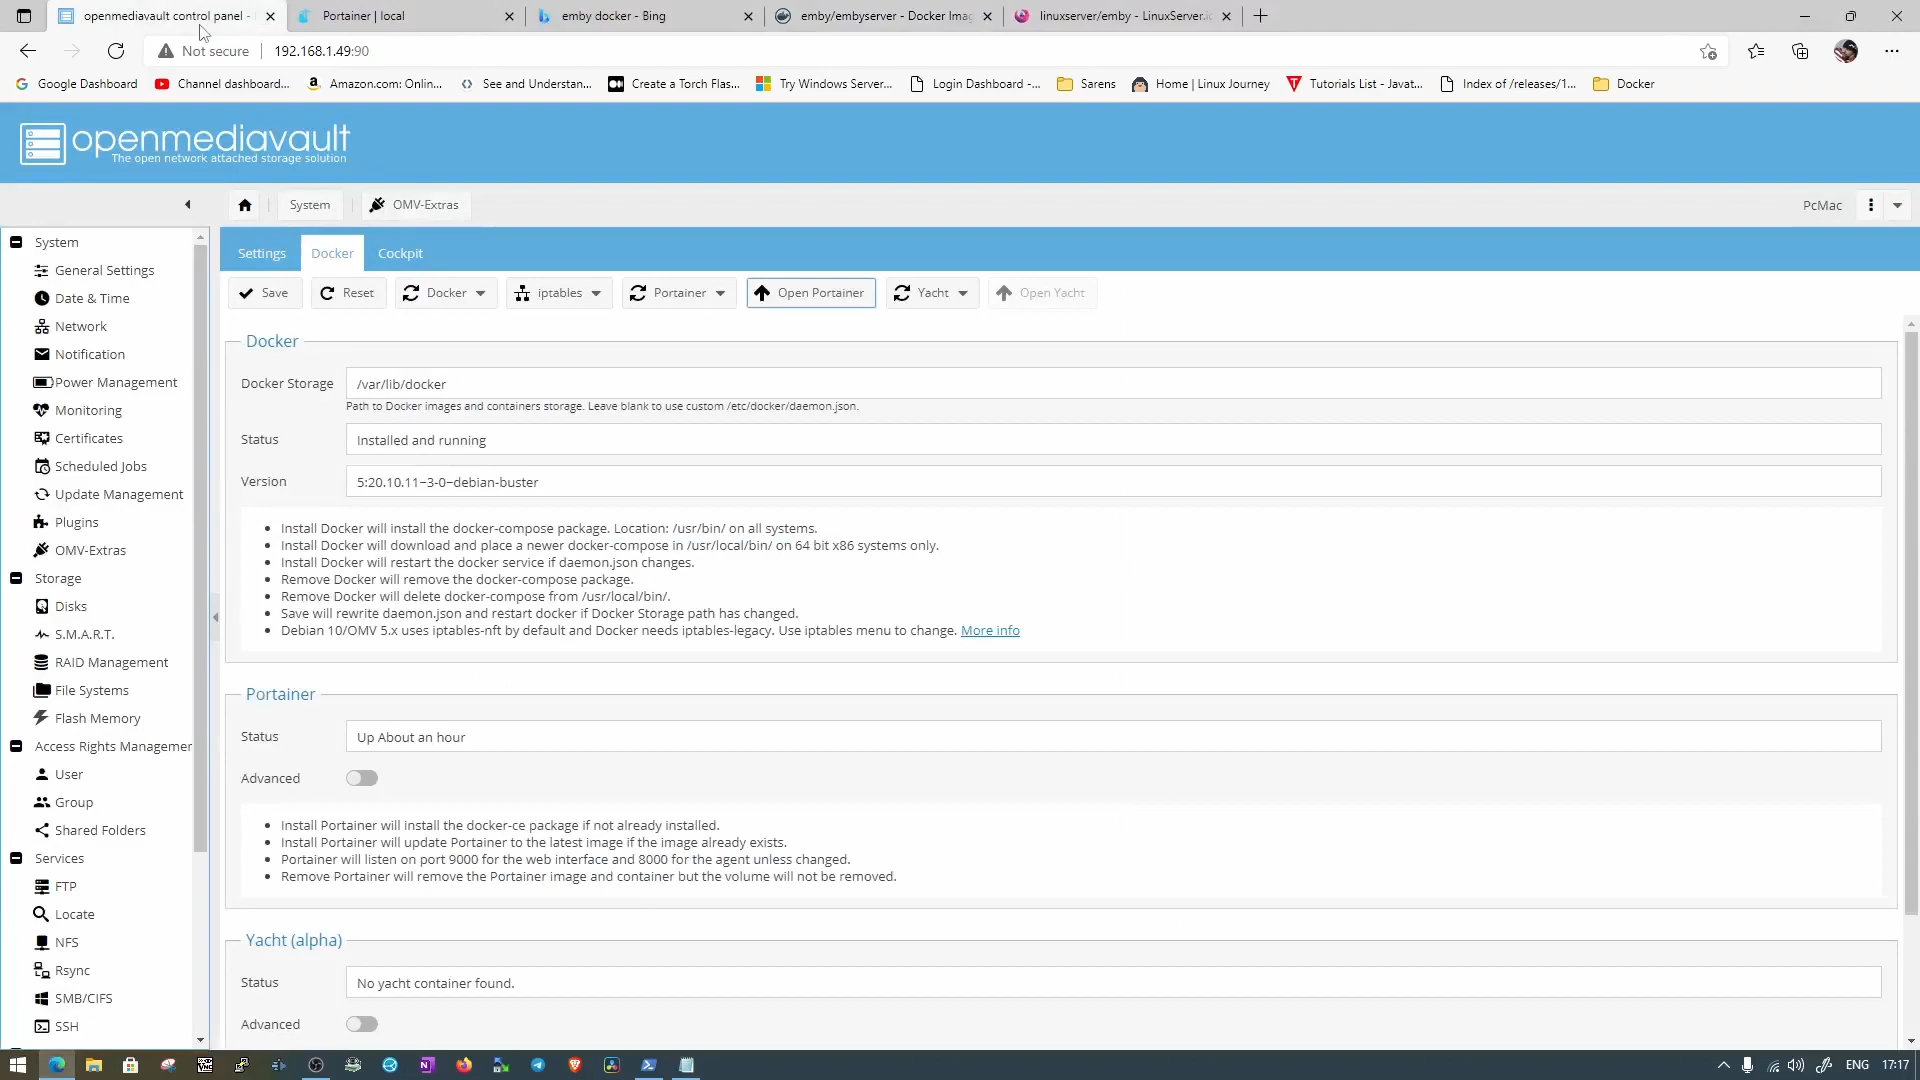 openmediavault control panel -
Portainer | local
emby docker - Bing
emby/embyserver - Docker Imag
linuxserver/emby - LinuxServer.io
Not secure
192.168.1.49:90
Google Dashboard
Channel dashboard...
Amazon.com: Onlin...
See and Understan...
Create a Torch Flas...
Try Windows Server...
Login Dashboard -...
Sarens
Home | Linux Journey
Tutorials List - Javat...
Index of /releases/1...
Docker
openmediavault
The open network attached storage solution
System
OMV-Extras
PcMac
System
General Settings
Date & Time
Network
Notification
Power Management
Monitoring
Certificates
Scheduled Jobs
Update Management
Plugins
OMV-Extras
Storage
Disks
S.M.A.R.T.
RAID Management
File Systems
Flash Memory
Access Rights Managemen
User
Group
Shared Folders
Services
FTP
Locate
NFS
Rsync
SMB/CIFS
SSH
Settings
Docker
Cockpit
Save
Reset
Docker
iptables
Portainer
Open Portainer
Yacht
Open Yacht
Docker
Docker Storage
/var/lib/docker
Path to Docker images and containers storage. Leave blank to use custom /etc/docker/daemon.json.
Status
Installed and running
Version
5:20.10.11~3-0~debian-buster
• Install Docker will install the docker-compose package. Location: /usr/bin/ on all systems.
• Install Docker will download and place a newer docker-compose in /usr/local/bin/ on 64 bit x86 systems only.
• Install Docker will restart the docker service if daemon.json changes.
• Remove Docker will remove the docker-compose package.
• Remove Docker will delete docker-compose from /usr/local/bin/.
• Save will rewrite daemon.json and restart docker if Docker Storage path has changed.
• Debian 10/OMV 5.x uses iptables-nft by default and Docker needs iptables-legacy. Use iptables menu to change. More info
Portainer
Status
Up About an hour
Advanced
• Install Portainer will install the docker-ce package if not already installed.
• Install Portainer will update Portainer to the latest image if the image already exists.
• Portainer will listen on port 9000 for the web interface and 8000 for the agent unless changed.
• Remove Portainer will remove the Portainer image and container but the volume will not be removed.
Yacht (alpha)
Status
No yacht container found.
Advanced
ENG
17:17